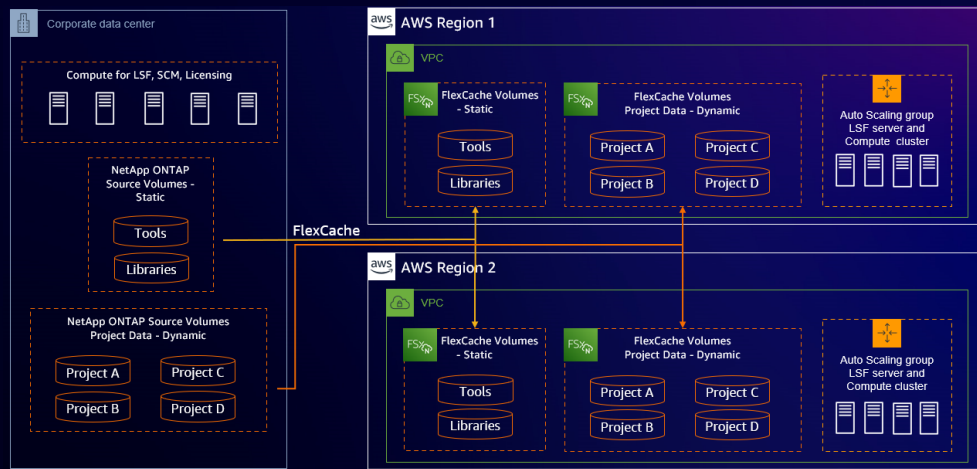 Corporate data center
Compute for LSF, SCM, Licensing
NetApp ONTAP
Source Volumes -
Static
Tools
Libraries
NetApp ONTAP Source Volumes
Project Data - Dynamic
Project A
Project C
Project B
Project D
FlexCache
aws
AWS Region 1
VPC
FSx
N
FlexCache Volumes
- Static
Tools
Libraries
FSx
N
FlexCache Volumes
Project Data - Dynamic
Project A
Project C
Project B
Project D
Auto Scaling group
LSF server and
Compute cluster
aws
AWS Region 2
VPC
FSx
N
FlexCache Volumes
- Static
Tools
Libraries
FSx
N
FlexCache Volumes
Project Data - Dynamic
Project A
Project C
Project B
Project D
Auto Scaling group
LSF server and
Compute cluster